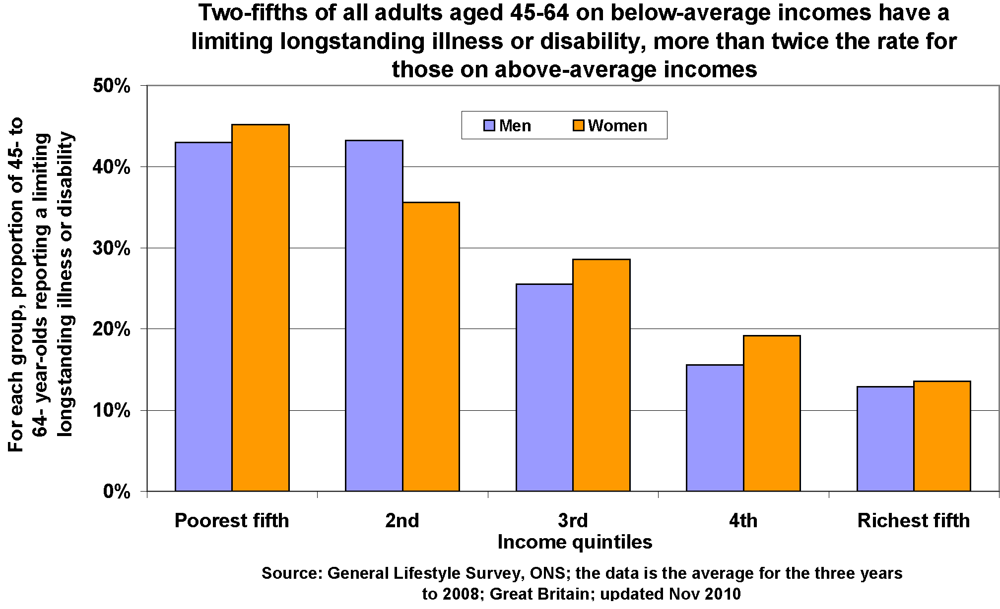 Two-fifths of all adults aged 45-64 on below-average incomes have a
limiting longstanding illness or disability, more than twice the rate for
those on above-average incomes
For each group, proportion of 45- to
64- year-olds reporting a limiting
longstanding illness or disability
50%
40%
30%
20%
10%
0%
Men
Women
Poorest fifth
2nd
3rd
4th
Richest fifth
Income quintiles
Source: General Lifestyle Survey, ONS; the data is the average for the three years
to 2008; Great Britain; updated Nov 2010